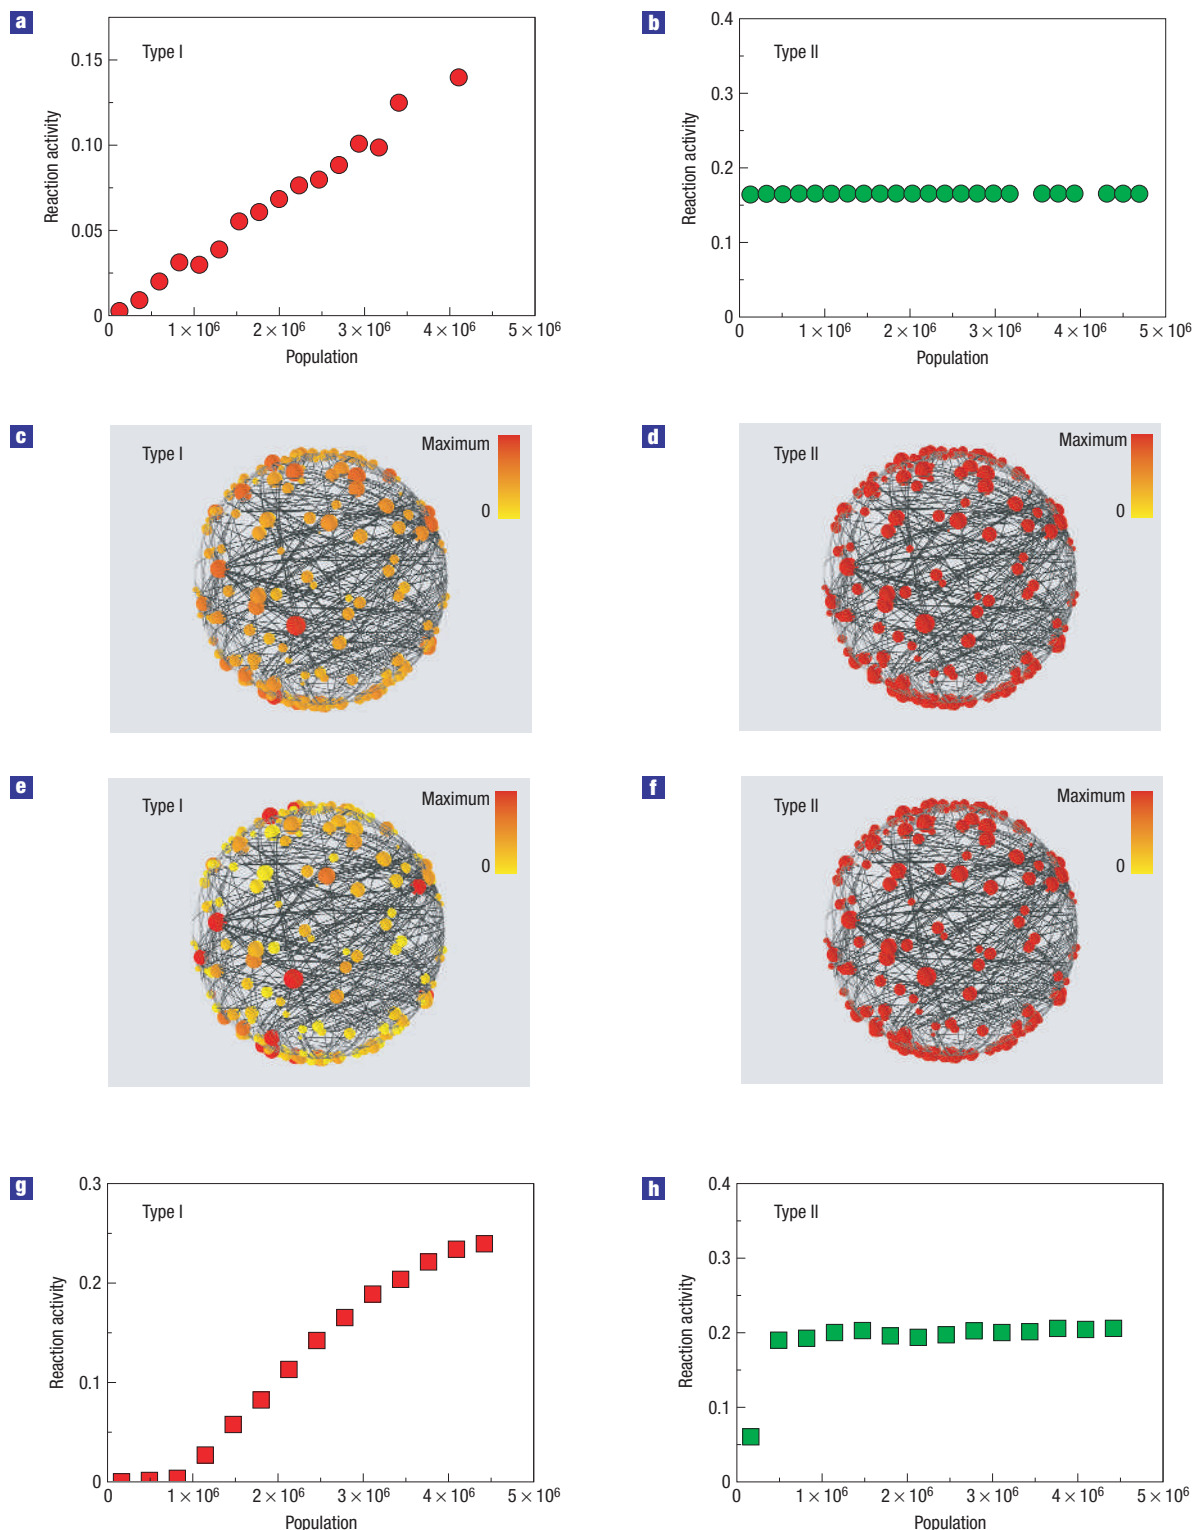 a
Type I
0.15
0.10
0.05
0
Reaction activity
0 1 × 10⁶ 2 × 10⁶ 3 × 10⁶ 4 × 10⁶ 5 × 10⁶
Population
b
Type II
0.4
0.3
0.2
0.1
0
Reaction activity
0 1 × 10⁶ 2 × 10⁶ 3 × 10⁶ 4 × 10⁶ 5 × 10⁶
Population
c
Type I
Maximum
0
d
Type II
Maximum
0
e
Type I
Maximum
0
f
Type II
Maximum
0
g
Type I
0.3
0.2
0.1
0
Reaction activity
0 1 × 10⁶ 2 × 10⁶ 3 × 10⁶ 4 × 10⁶ 5 × 10⁶
Population
h
Type II
0.4
0.3
0.2
0.1
0
Reaction activity
0 1 × 10⁶ 2 × 10⁶ 3 × 10⁶ 4 × 10⁶ 5 × 10⁶
Population